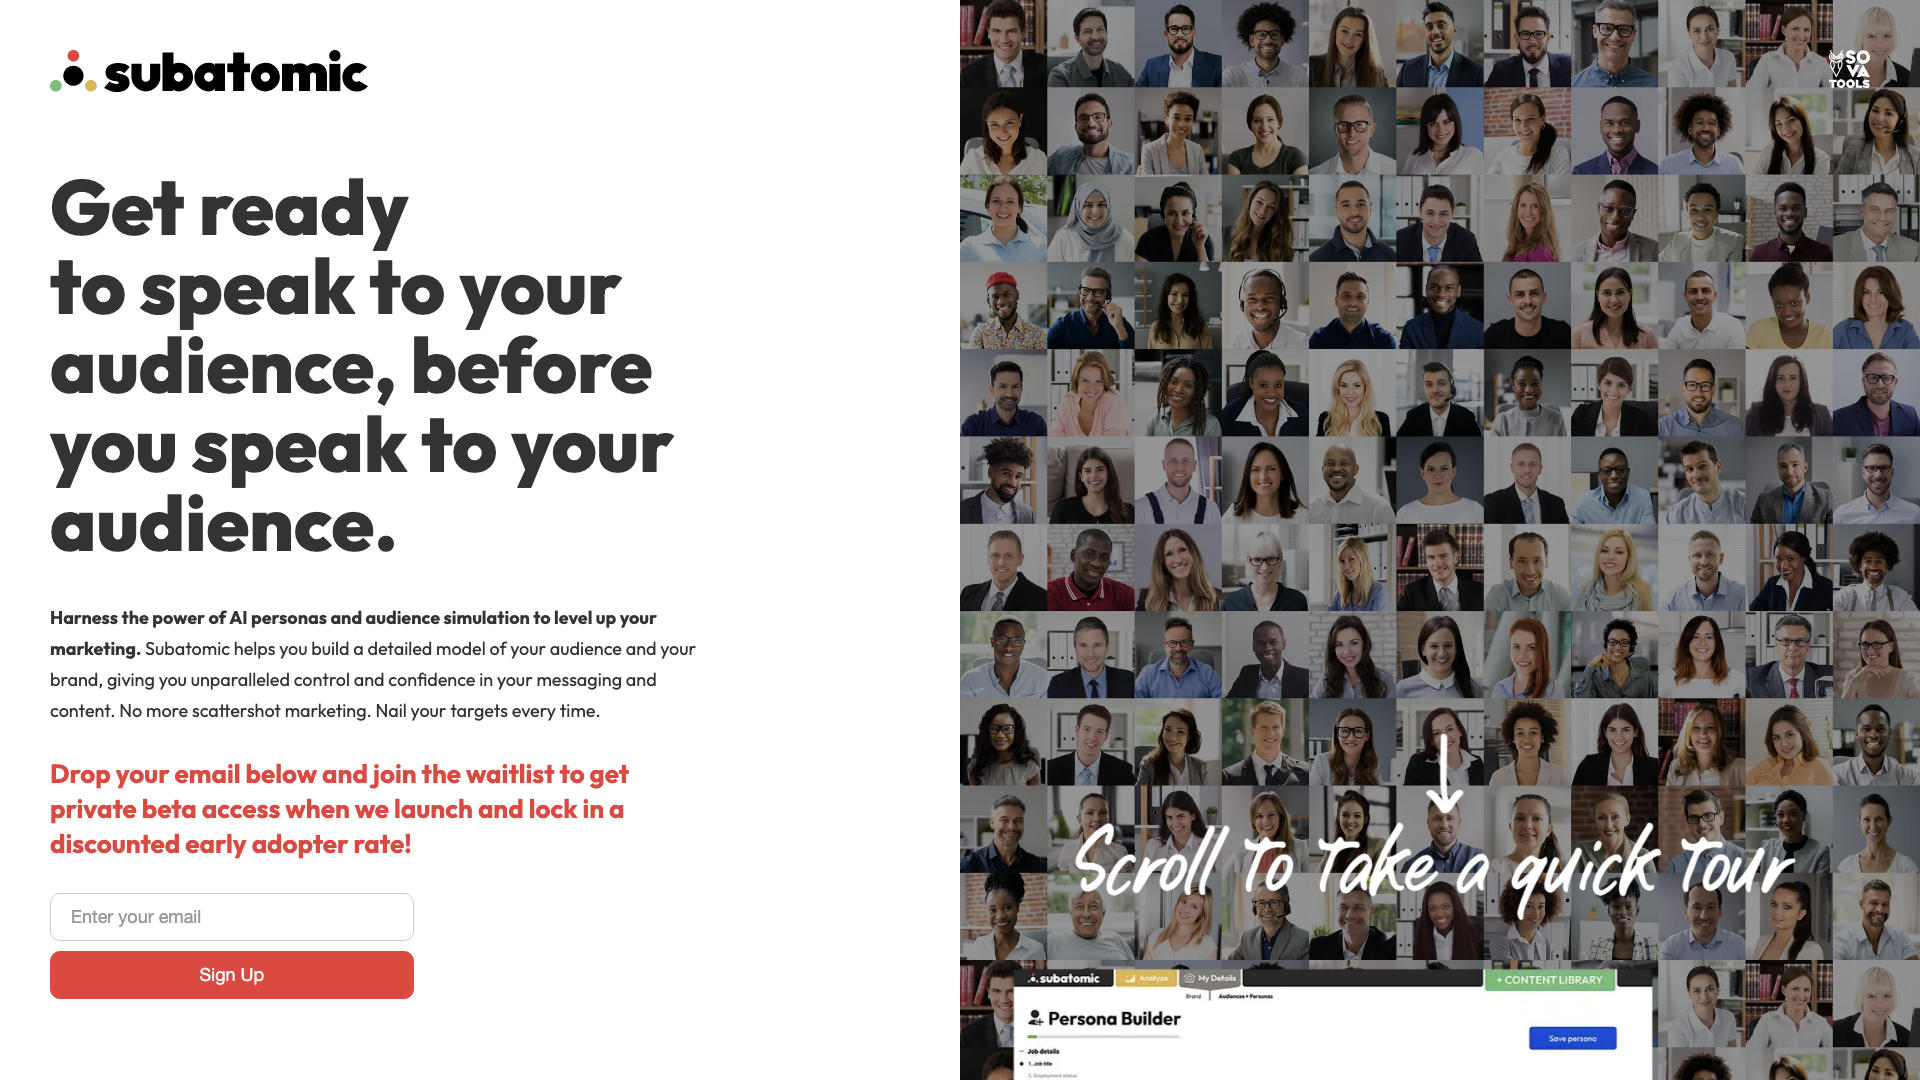 subatomic
Get ready
to speak to your
audience, before
you speak to your
audience.
Harness the power of AI personas and audience simulation to level up your
marketing. Subatomic helps you build a detailed model of your audience and your
brand, giving you unparalleled control and confidence in your messaging and
content. No more scattershot marketing. Nail your targets every time.
Drop your email below and join the waitlist to get
private beta access when we launch and lock in a
discounted early adopter rate!
Enter your email
Sign Up
SO
VA
TOOLS
Scroll to take a quick tour
subatomic Analyze My Details + CONTENT LIBRARY
Brand Audiences + Personas
Persona Builder
Save persona
Job details
1. Job title
2. Employment status